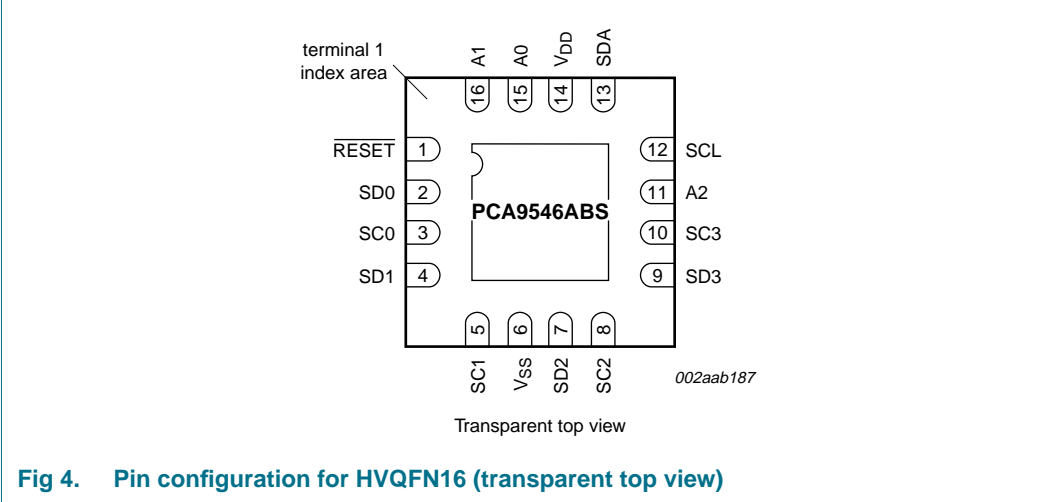 terminal 1
index area
A1
A0
VDD
SDA
16
15
14
13
RESET 1
12 SCL
SD0 2
11 A2
PCA9546ABS
SC0 3
10 SC3
SD1 4
9 SD3
5
6
7
8
SC1
VSS
SD2
SC2
002aab187
Transparent top view
Fig 4. Pin configuration for HVQFN16 (transparent top view)